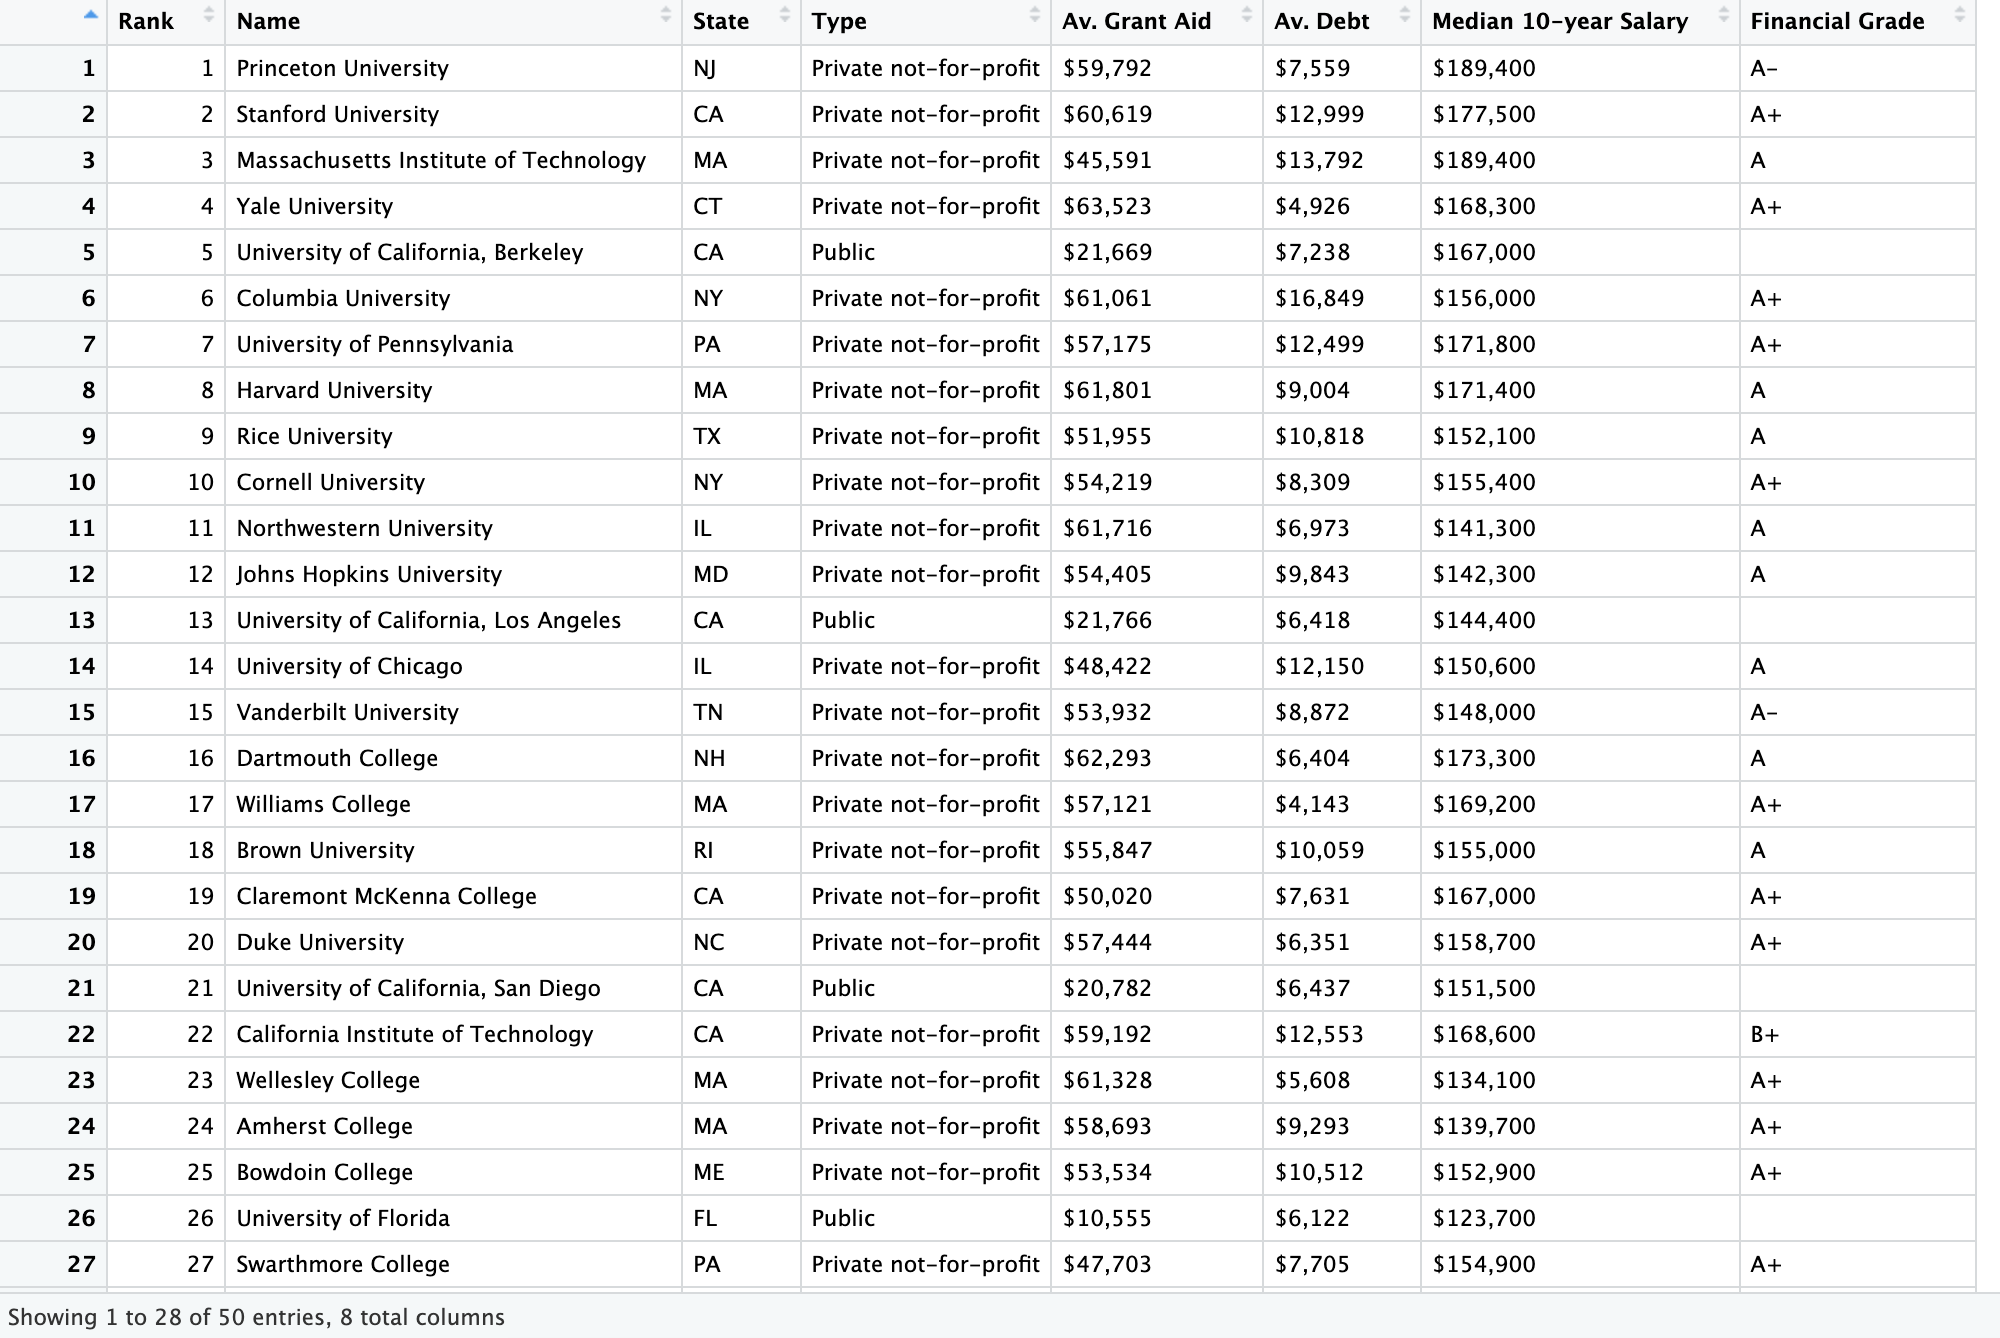 Rank Name State Type Av. Grant Aid Av. Debt Median 10-year Salary Financial Grade
1 1 Princeton University NJ Private not-for-profit $59,792 $7,559 $189,400 A-
2 2 Stanford University CA Private not-for-profit $60,619 $12,999 $177,500 A+
3 3 Massachusetts Institute of Technology MA Private not-for-profit $45,591 $13,792 $189,400 A
4 4 Yale University CT Private not-for-profit $63,523 $4,926 $168,300 A+
5 5 University of California, Berkeley CA Public $21,669 $7,238 $167,000
6 6 Columbia University NY Private not-for-profit $61,061 $16,849 $156,000 A+
7 7 University of Pennsylvania PA Private not-for-profit $57,175 $12,499 $171,800 A+
8 8 Harvard University MA Private not-for-profit $61,801 $9,004 $171,400 A
9 9 Rice University TX Private not-for-profit $51,955 $10,818 $152,100 A
10 10 Cornell University NY Private not-for-profit $54,219 $8,309 $155,400 A+
11 11 Northwestern University IL Private not-for-profit $61,716 $6,973 $141,300 A
12 12 Johns Hopkins University MD Private not-for-profit $54,405 $9,843 $142,300 A
13 13 University of California, Los Angeles CA Public $21,766 $6,418 $144,400
14 14 University of Chicago IL Private not-for-profit $48,422 $12,150 $150,600 A
15 15 Vanderbilt University TN Private not-for-profit $53,932 $8,872 $148,000 A-
16 16 Dartmouth College NH Private not-for-profit $62,293 $6,404 $173,300 A
17 17 Williams College MA Private not-for-profit $57,121 $4,143 $169,200 A+
18 18 Brown University RI Private not-for-profit $55,847 $10,059 $155,000 A
19 19 Claremont McKenna College CA Private not-for-profit $50,020 $7,631 $167,000 A+
20 20 Duke University NC Private not-for-profit $57,444 $6,351 $158,700 A+
21 21 University of California, San Diego CA Public $20,782 $6,437 $151,500
22 22 California Institute of Technology CA Private not-for-profit $59,192 $12,553 $168,600 B+
23 23 Wellesley College MA Private not-for-profit $61,328 $5,608 $134,100 A+
24 24 Amherst College MA Private not-for-profit $58,693 $9,293 $139,700 A+
25 25 Bowdoin College ME Private not-for-profit $53,534 $10,512 $152,900 A+
26 26 University of Florida FL Public $10,555 $6,122 $123,700
27 27 Swarthmore College PA Private not-for-profit $47,703 $7,705 $154,900 A+
Showing 1 to 28 of 50 entries, 8 total columns